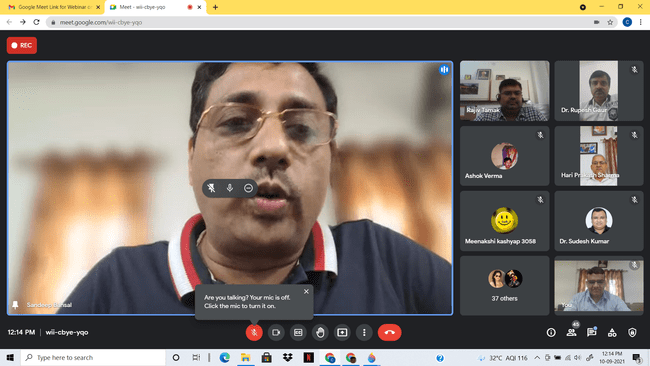 Google Meet Link for Webinar o
Meet - wii-cbye-yqo
meet.google.com/wii-cbye-yqo
C
REC
Rajiv Tamak
Dr. Rupesh Gaur
Ashok Verma
Hari Prakash Sharma
Meenakshi kashyap 3058
Dr. Sudesh Kumar
37 others
You
Sandeep Bansal
Are you talking? Your mic is off.
Click the mic to turn it on.
12:14 PM | wii-cbye-yqo
45
Type here to search
32°C AQI 116
12:14 PM
10-09-2021